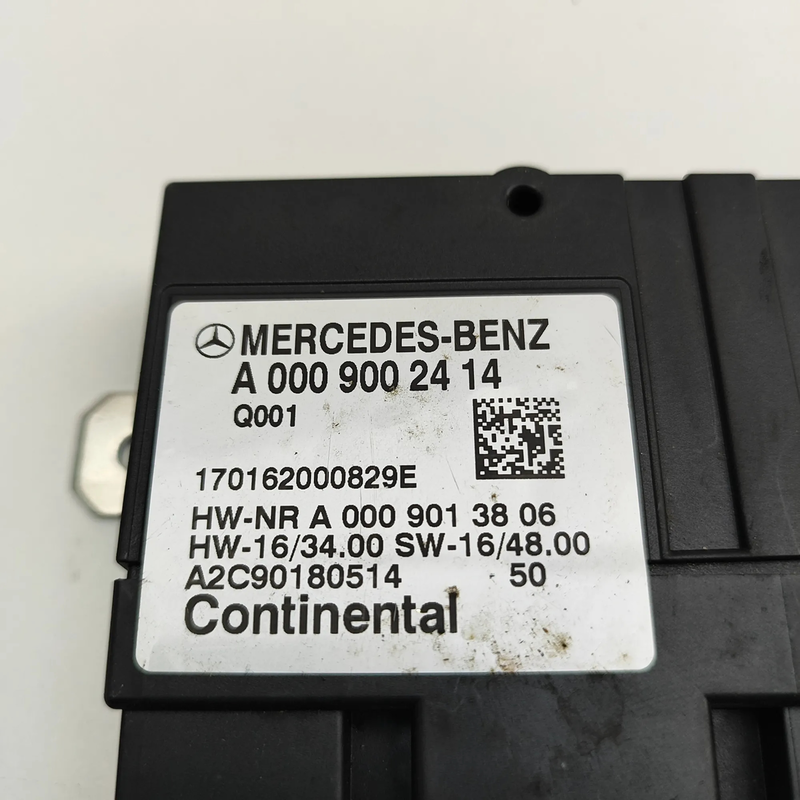 MERCEDES-BENZ
A 000 900 24 14
Q001
170162000829E
HW-NR A 000 901 38 06
HW-16/34.00 SW-16/48.00
A2C90180514 50
Continental